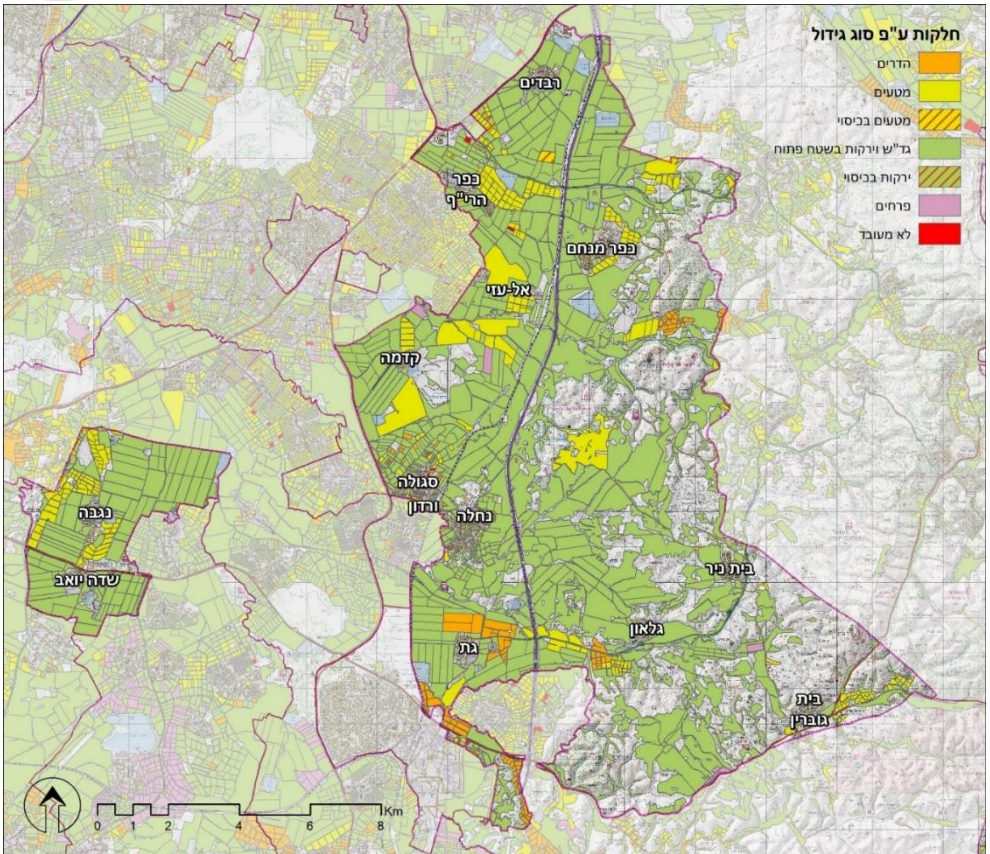 חלקות ע"פ סוג גידול
הדרים
מטעים
מטעים בכיסוי
גד"ש וירקות בשטח פתוח
ירקות בכיסוי
פרחים
לא מעובד
רבדים
כפר
הרי"ף
כפר מנחם
אל-עזי
קדמה
סגולה
ורדון
נחלה
נגבה
שדה יואב
בית ניר
גלאון
גת
בית
גוברין
Km
0 1 2 4 6 8